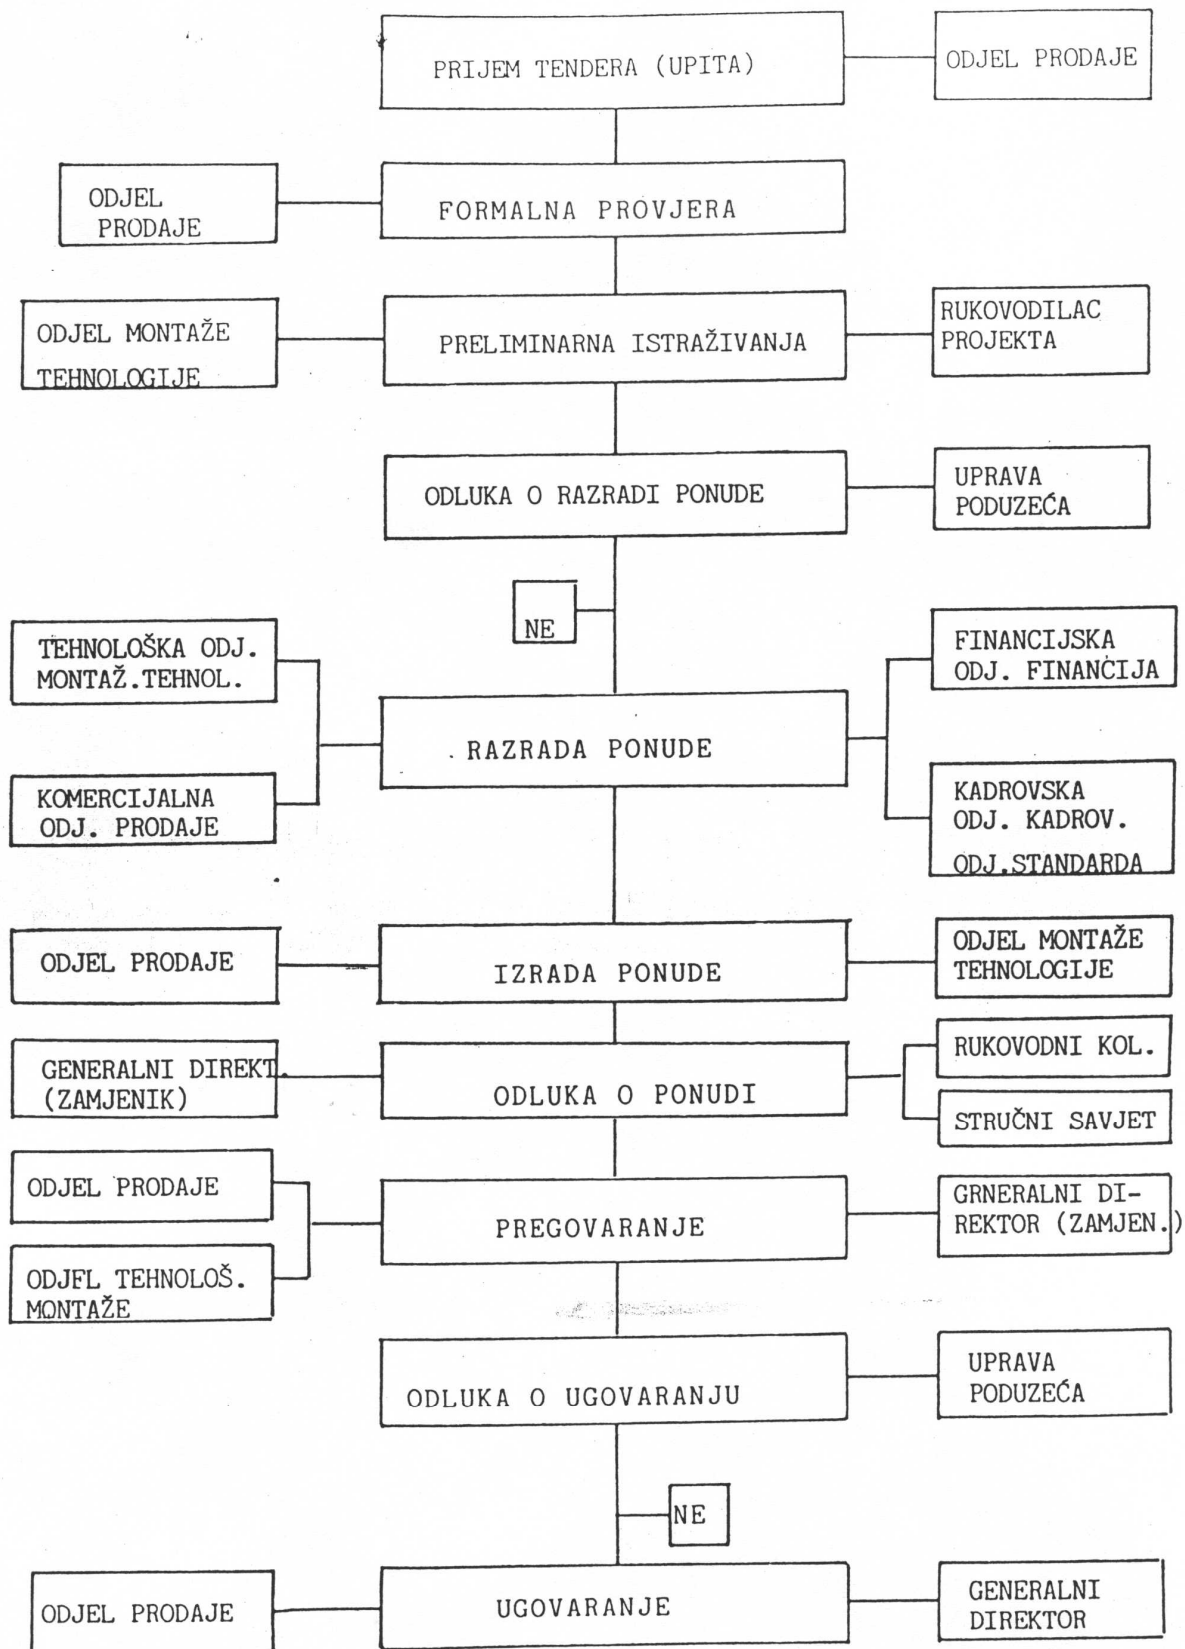 PRIJEM TENDERA (UPITA)
ODJEL PRODAJE
ODJEL
PRODAJE
FORMALNA PROVJERA
ODJEL MONTAŽE
TEHNOLOGIJE
PRELIMINARNA ISTRAŽIVANJA
RUKOVODILAC
PROJEKTA
ODLUKA O RAZRADI PONUDE
UPRAVA
PODUZEĆA
NE
TEHNOLOŠKA ODJ.
MONTAŽ.TEHNOL.
FINANCIJSKA
ODJ. FINANCIJA
RAZRADA PONUDE
KOMERCIJALNA
ODJ. PRODAJE
KADROVSKA
ODJ. KADROV.
ODJ.STANDARDA
ODJEL PRODAJE
IZRADA PONUDE
ODJEL MONTAŽE
TEHNOLOGIJE
GENERALNI DIREKT.
(ZAMJENIK)
ODLUKA O PONUDI
RUKOVODNI KOL.
STRUČNI SAVJET
ODJEL PRODAJE
PREGOVARANJE
GRNERALNI DI-
REKTOR (ZAMJEN.)
ODJFL TEHNOLOŠ.
MONTAŽE
ODLUKA O UGOVARANJU
UPRAVA
PODUZEĆA
NE
ODJEL PRODAJE
UGOVARANJE
GENERALNI
DIREKTOR